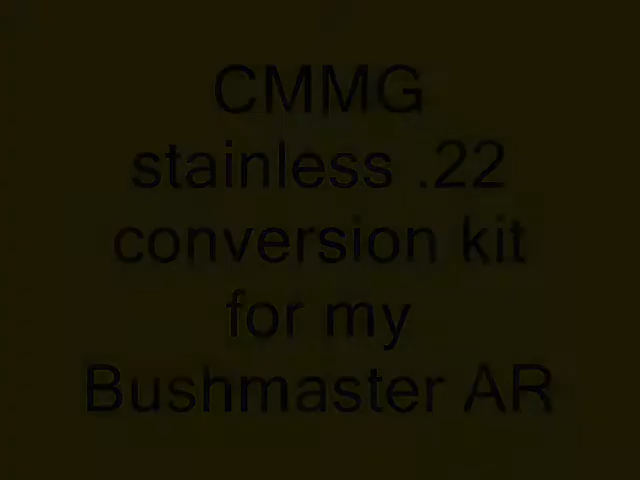 CMMG
stainless .22
conversion kit
for my
Bushmaster AR